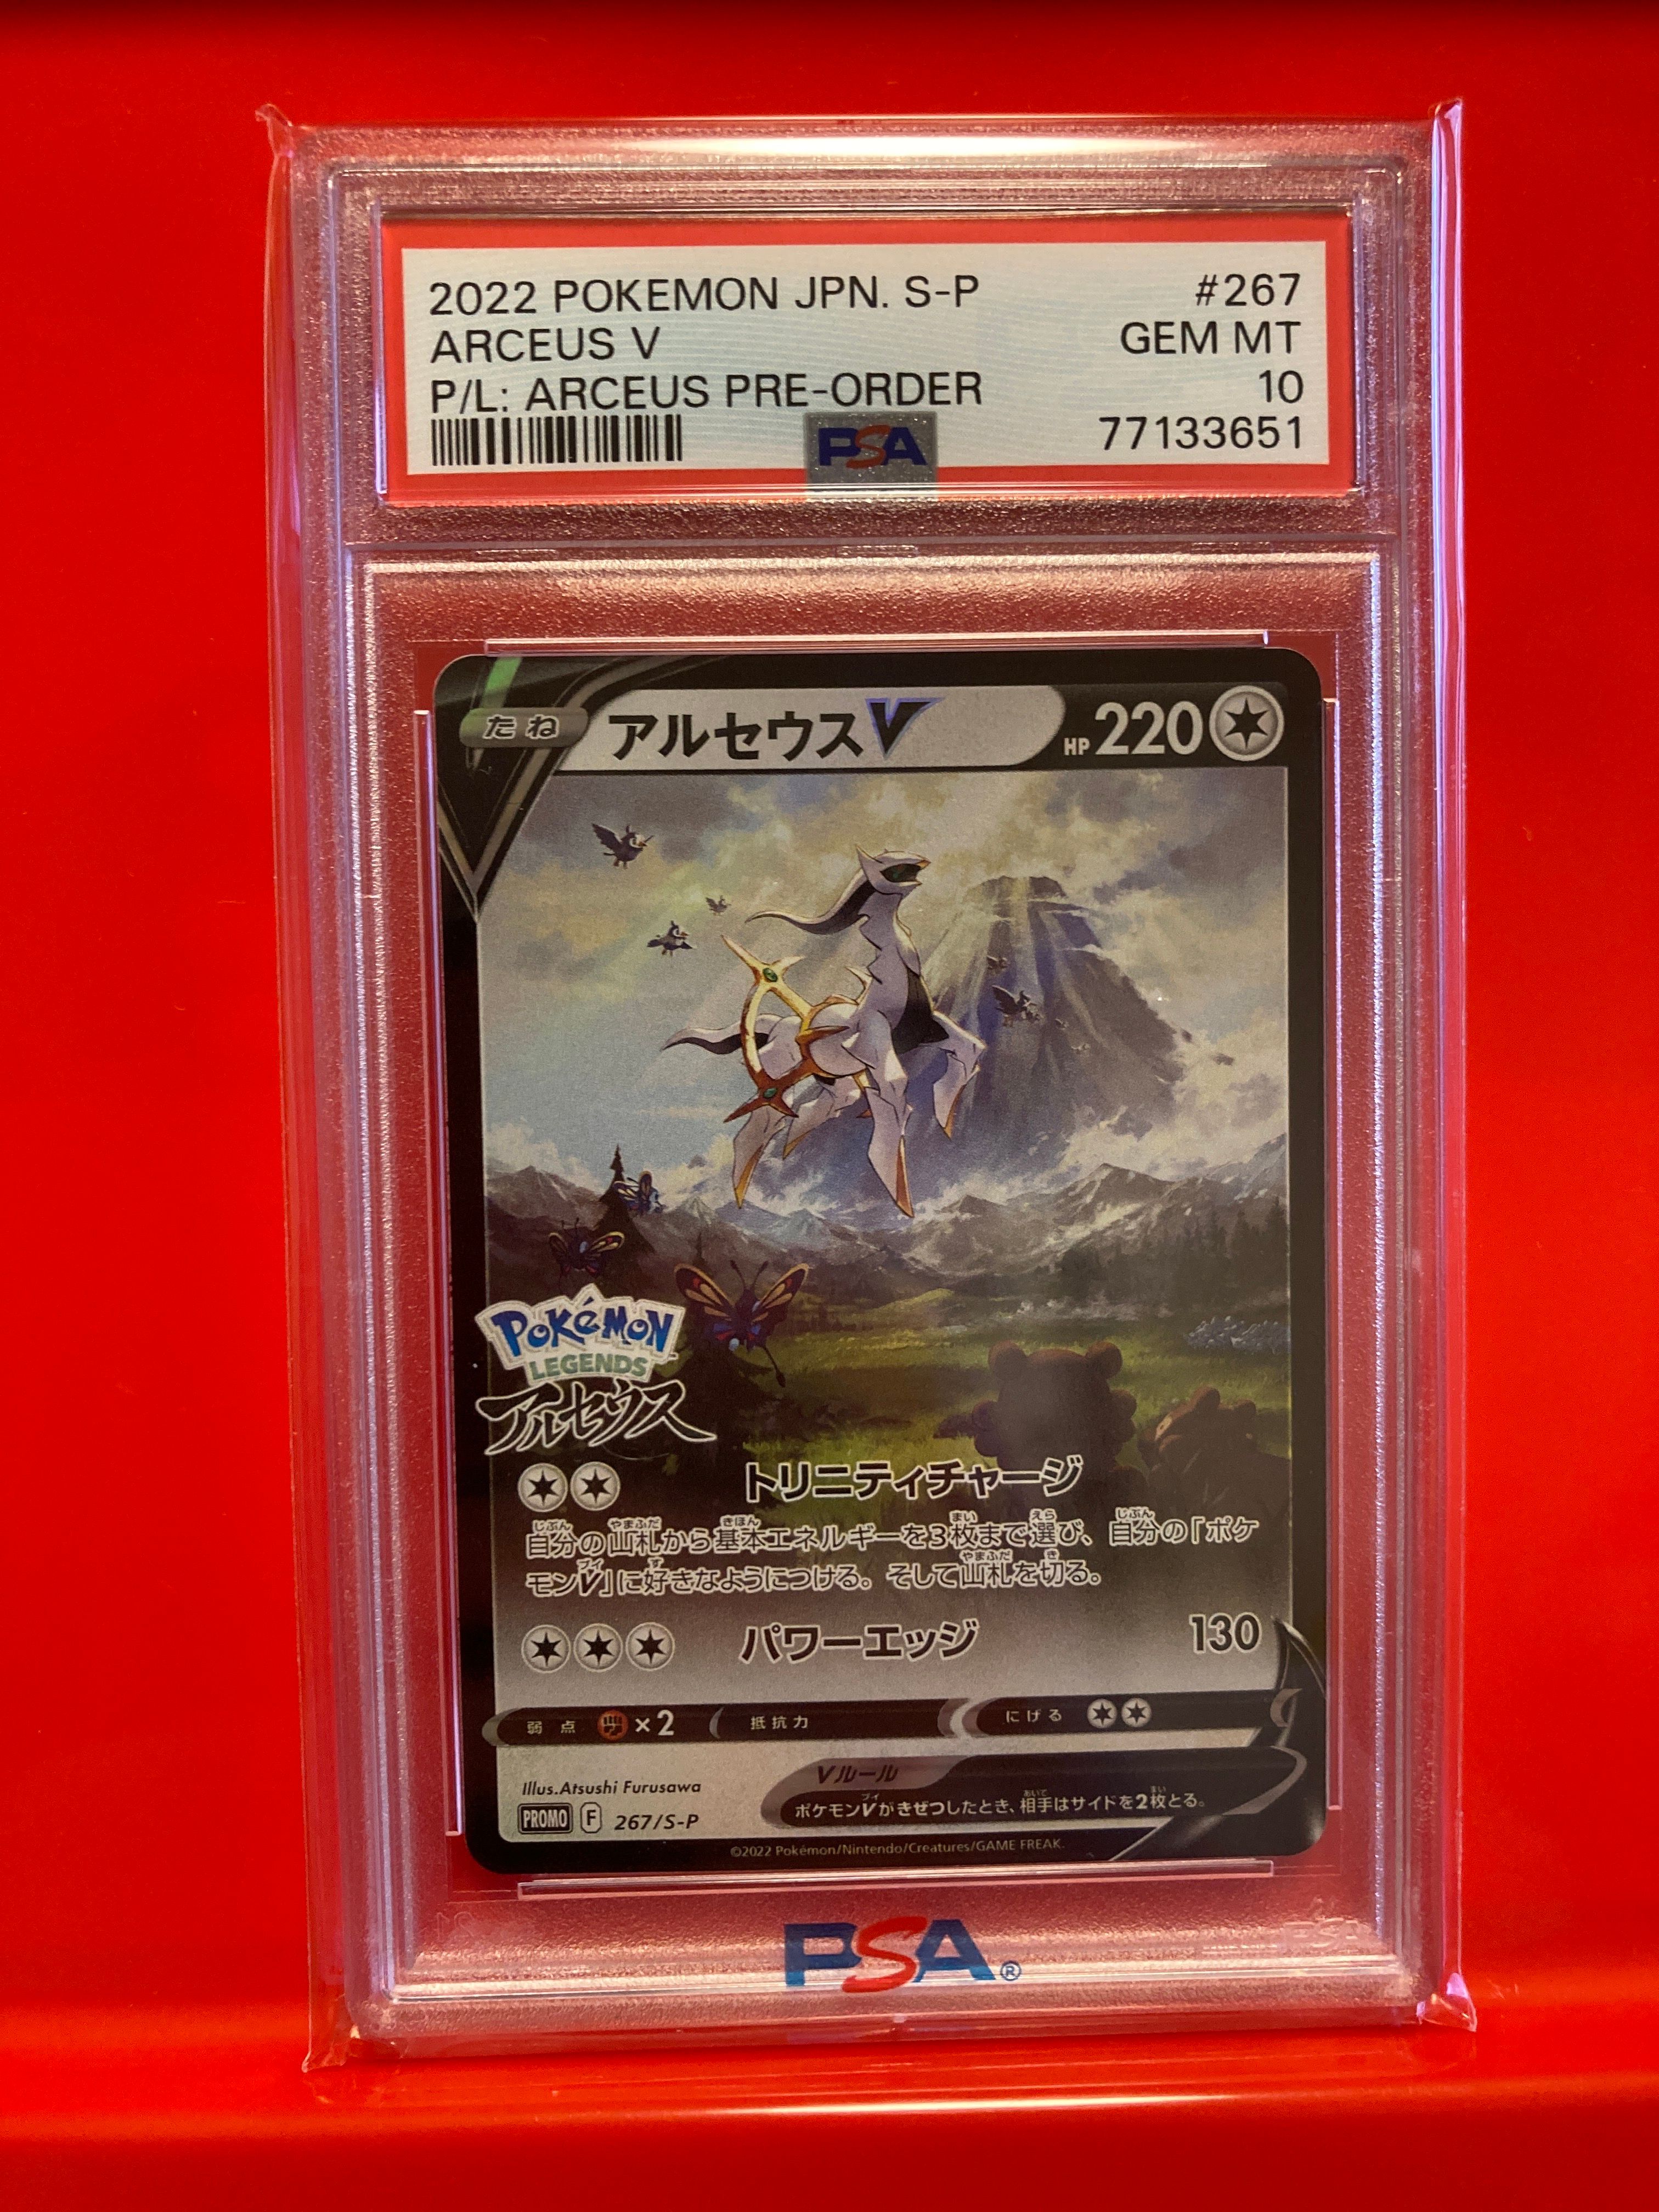 2022 POKEMON JPN. S-P #267
ARCEUS V GEM MT
P/L: ARCEUS PRE-ORDER 10
PSA 77133651
たね アルセウスV HP 220
POKéMON
LEGENDS
アルセウス
トリニティチャージ
自分の山札から基本エネルギーを3枚まで選び、自分の「ポケ
モンV」に好きなようにつける。そして山札を切る。
パワーエッジ 130
弱点 ×2 抵抗力 にげる
Vルール
ポケモンVがきぜつしたとき、相手はサイドを2枚とる。
Illus.Atsushi Furusawa
PROMO F 267/S-P
©2022 Pokémon/Nintendo/Creatures/GAME FREAK.
PSA®